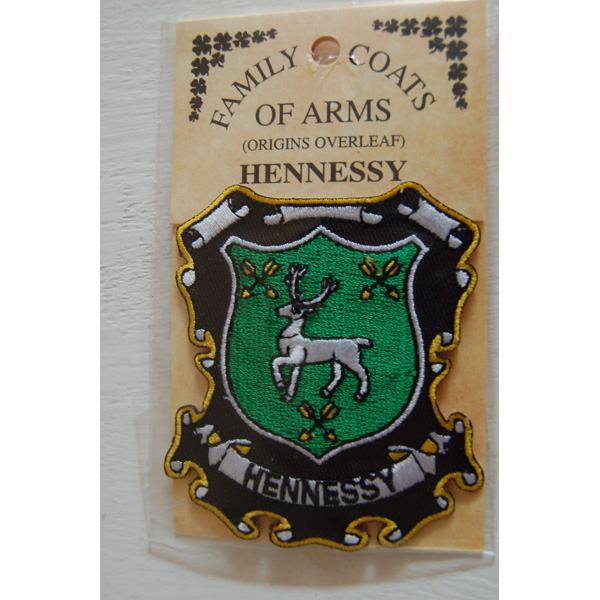 FAMILY COATS
OF ARMS
(ORIGINS OVERLEAF)
HENNESSY
HENNESSY